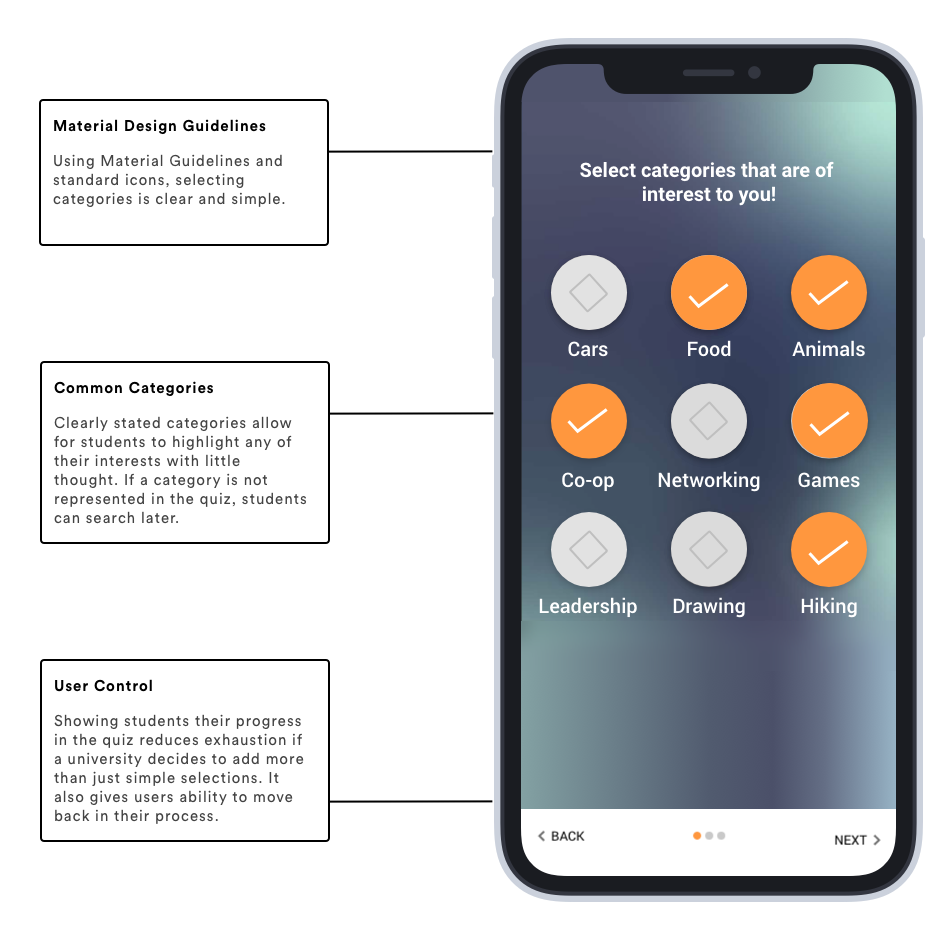 Material Design Guidelines
Using Material Guidelines and
standard icons, selecting
categories is clear and simple.
Common Categories
Clearly stated categories allow
for students to highlight any of
their interests with little
thought. If a category is not
represented in the quiz, students
can search later.
User Control
Showing students their progress
in the quiz reduces exhaustion if
a university decides to add more
than just simple selections. It
also gives users ability to move
back in their process.
Select categories that are of
interest to you!
Cars Food Animals
Co-op Networking Games
Leadership Drawing Hiking
BACK NEXT